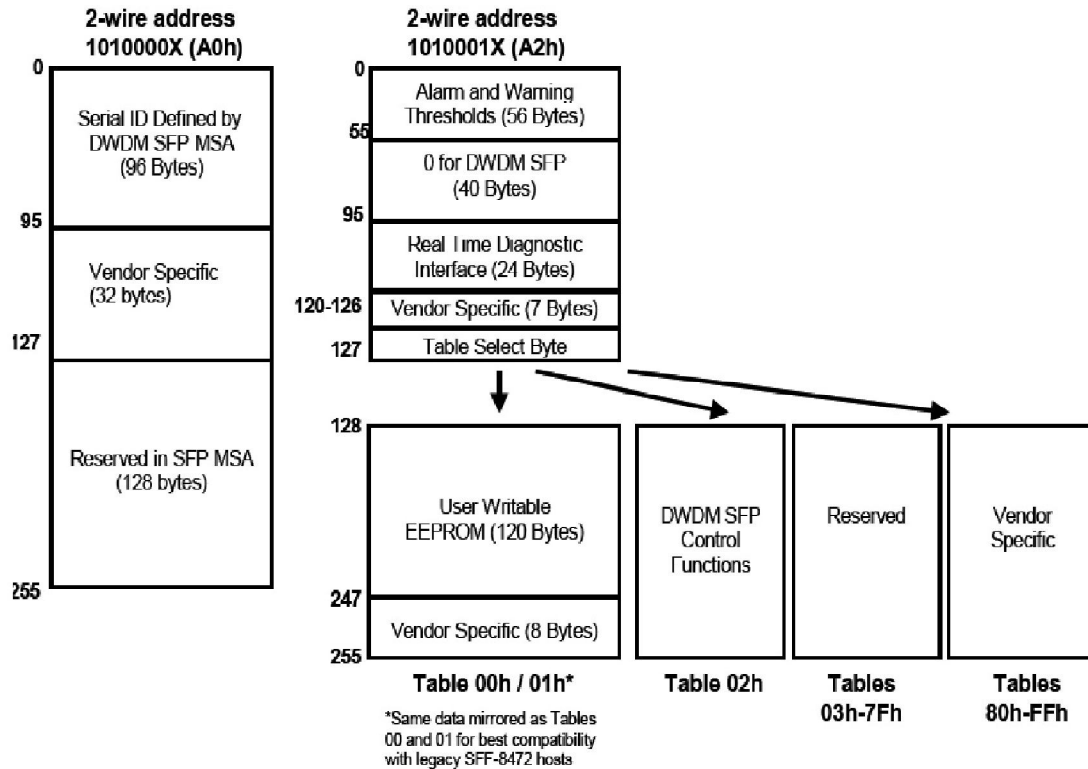 2-wire address
1010000X (A0h)
0
Serial ID Defined by
DWDM SFP MSA
(96 Bytes)
95
Vendor Specific
(32 bytes)
127
Reserved in SFP MSA
(128 bytes)
255
2-wire address
1010001X (A2h)
0
Alarm and Warning
Thresholds (56 Bytes)
55
0 for DWDM SFP
(40 Bytes)
95
Real Time Diagnostic
Interface (24 Bytes)
120-126
Vendor Specific (7 Bytes)
127
Table Select Byte
128
User Writable
EEPROM (120 Bytes)
247
Vendor Specific (8 Bytes)
255
Table 00h / 01h*
*Same data mirrored as Tables
00 and 01 for best compatibility
with legacy SFF-8472 hosts
DWDM SFP
Control
Functions
Table 02h
Reserved
Tables
03h-7Fh
Vendor
Specific
Tables
80h-FFh